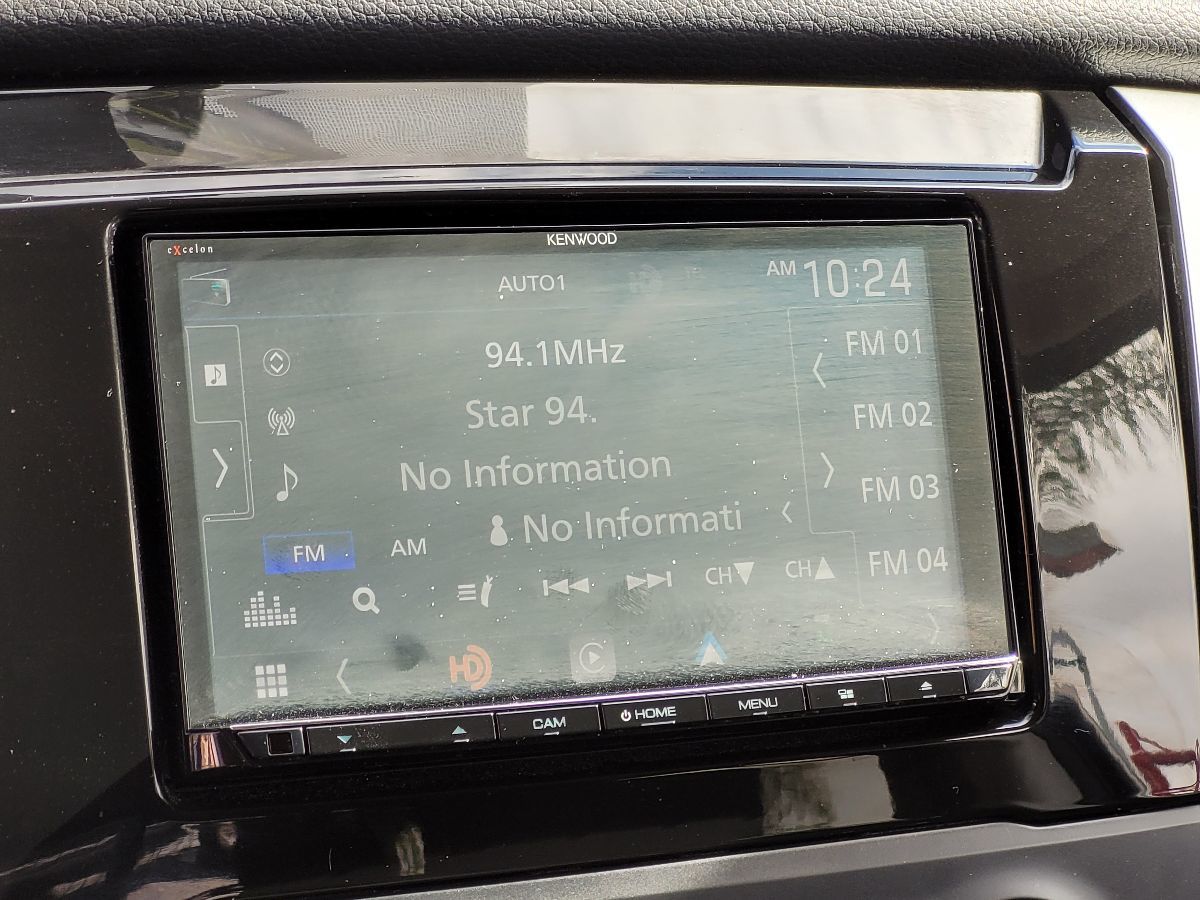 eXcelon
KENWOOD
AUTO1
AM 10:24
94.1MHz
Star 94.
No Information
No Informati
FM
AM
CH
CH
FM 01
FM 02
FM 03
FM 04
HD
CAM
HOME
MENU